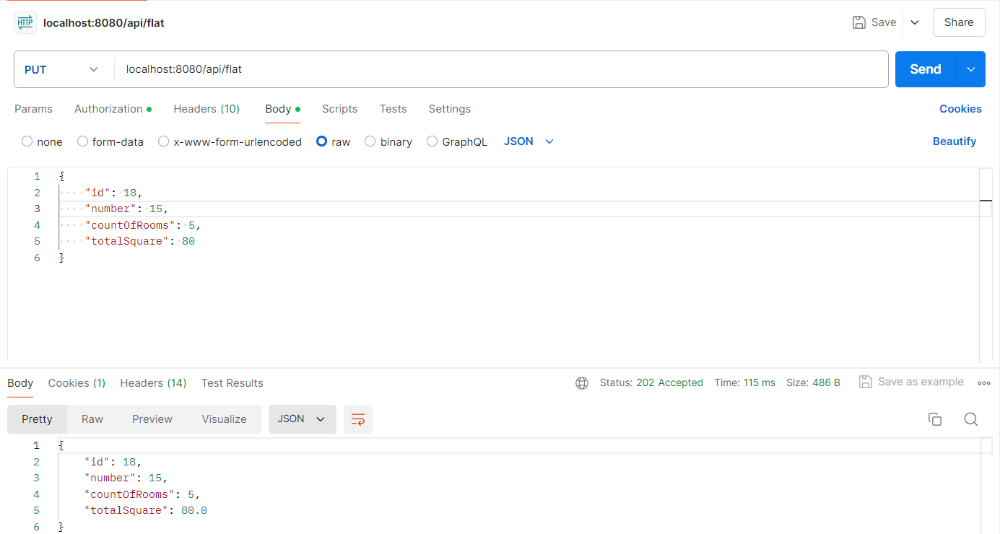 HTTP localhost:8080/api/flat Save Share
PUT localhost:8080/api/flat Send
Params Authorization Headers (10) Body Scripts Tests Settings Cookies
none form-data x-www-form-urlencoded raw binary GraphQL JSON Beautify
1 {
2 "id": 18,
3 "number": 15,
4 "countOfRooms": 5,
5 "totalSquare": 80
6 }
Body Cookies (1) Headers (14) Test Results Status: 202 Accepted Time: 115 ms Size: 486 B Save as example
Pretty Raw Preview Visualize JSON
1 {
2 "id": 18,
3 "number": 15,
4 "countOfRooms": 5,
5 "totalSquare": 80.0
6 }